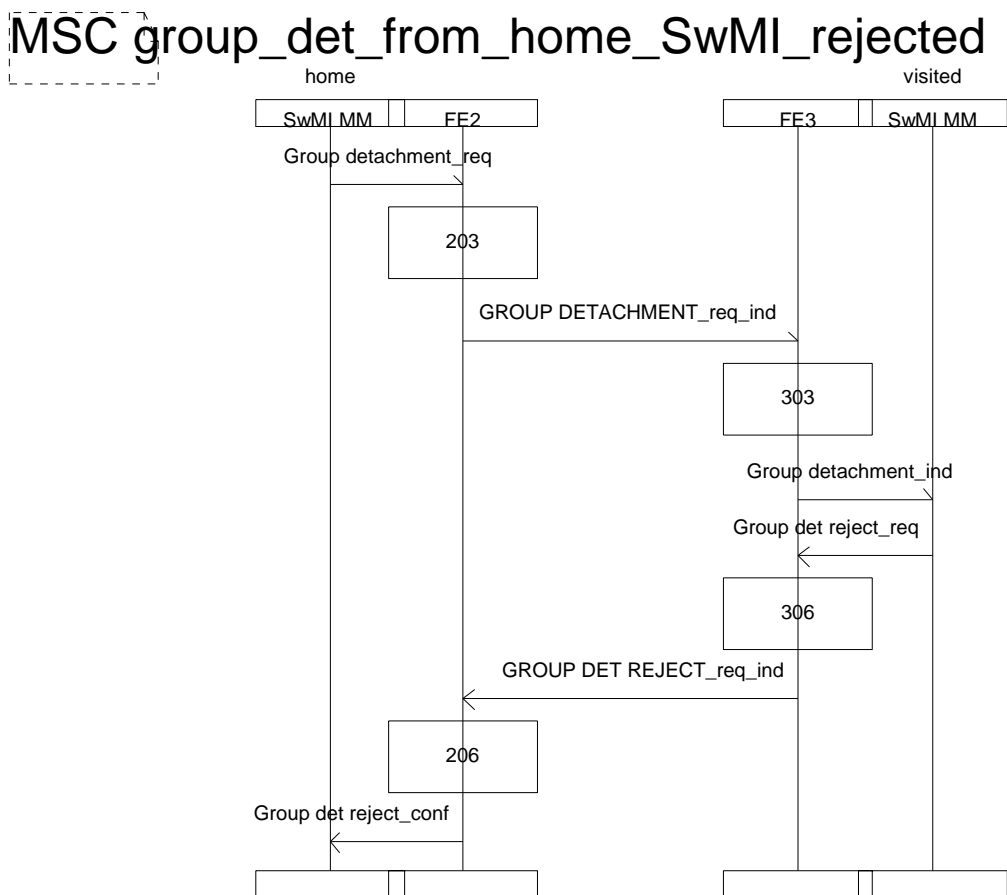 MSC group_det_from_home_SwMI_rejected
home visited
SwMI MM FE2 FE3 SwMI MM
Group detachment_req
203
GROUP DETACHMENT_req_ind
303
Group detachment_ind
Group det reject_req
306
GROUP DET REJECT_req_ind
206
Group det reject_conf